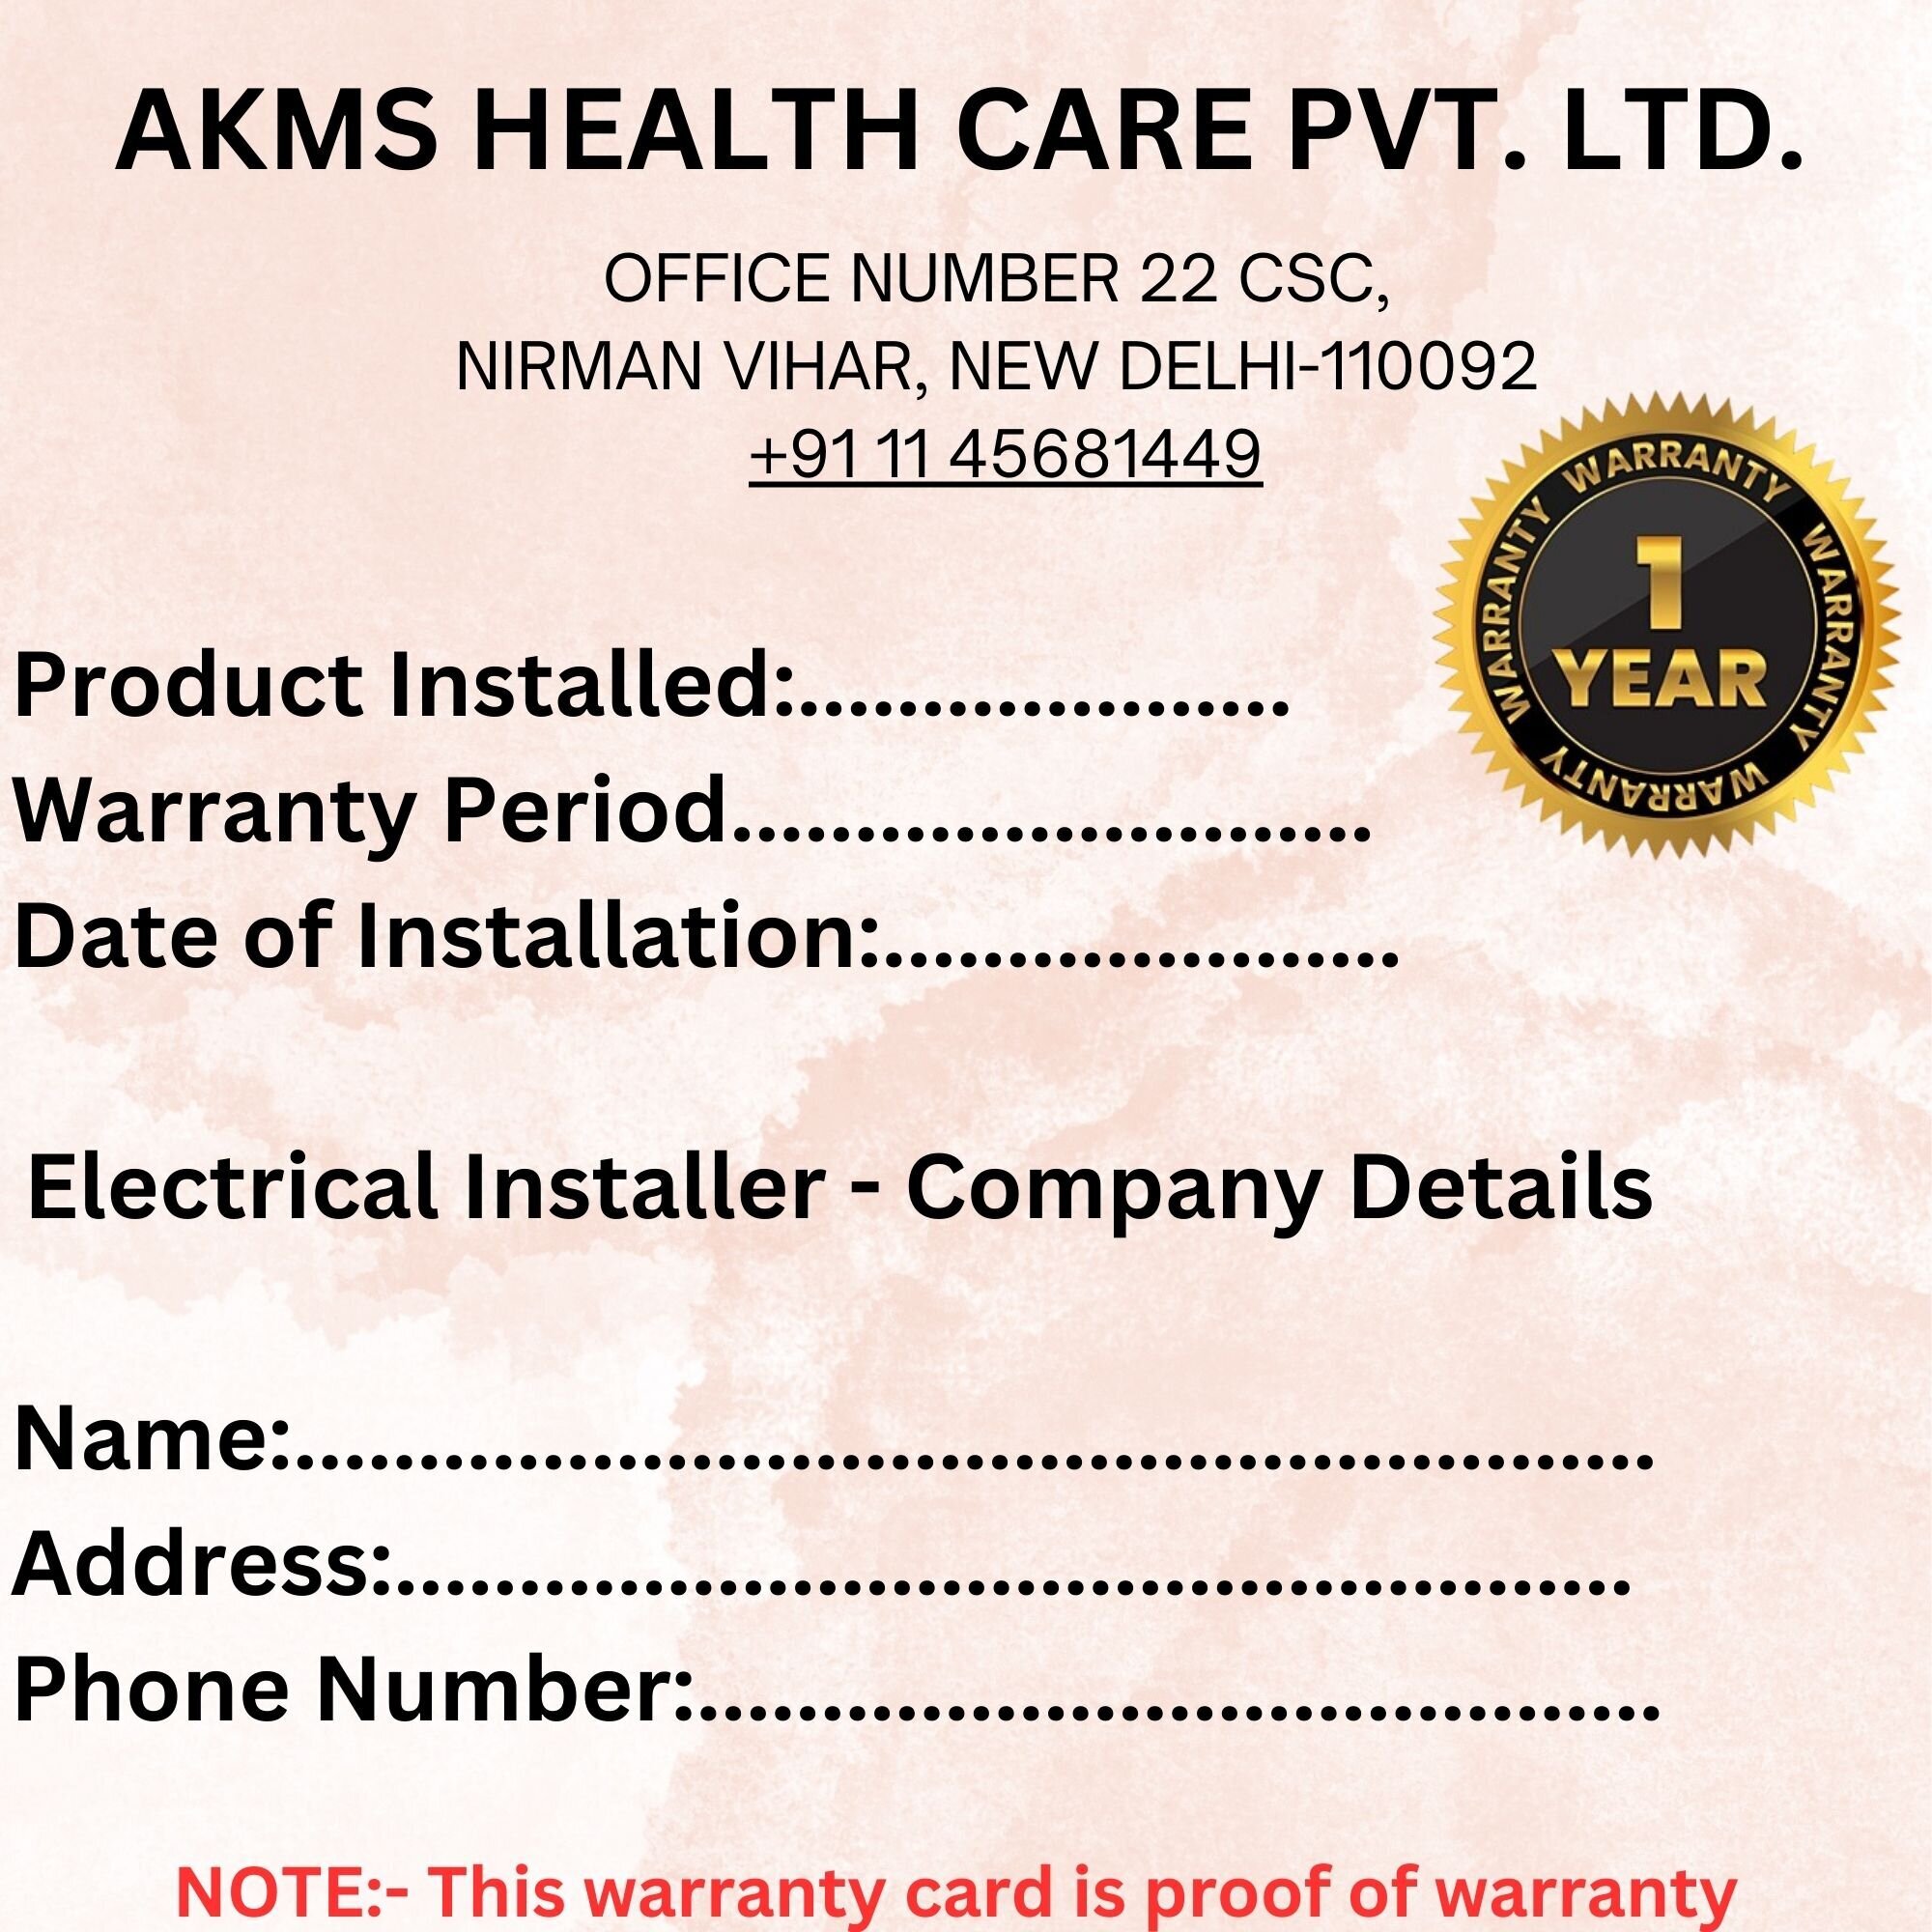 AKMS HEALTH CARE PVT. LTD.
OFFICE NUMBER 22 CSC,
NIRMAN VIHAR, NEW DELHI-110092
+91 11 45681449
WARRANTY WARRANTY WARRANTY WARRANTY
1
YEAR
Product Installed:....................
Warranty Period..........................
Date of Installation:.....................
Electrical Installer - Company Details
Name:.......................................................
Address:..................................................
Phone Number:.......................................
NOTE:- This warranty card is proof of warranty